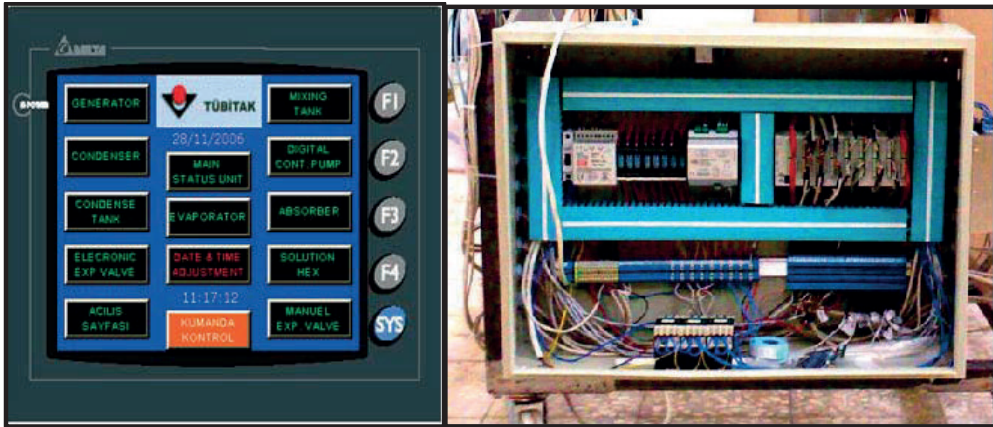 DELTA
GENERATOR
TÜBİTAK
MIXING
TANK
F1
28/11/2006
CONDENSER
MAIN
STATUS UNIT
DIGITAL
CONT. PUMP
F2
CONDENSE
TANK
EVAPORATOR
ABSORBER
F3
ELECRONIC
EXP VALVE
DATE & TIME
ADJUSTMENT
SOLUTION
HEX
F4
11:17:12
ACILIS
SAYFASI
KUMANDA
KONTROL
MANUEL
EXP. VALVE
SYS